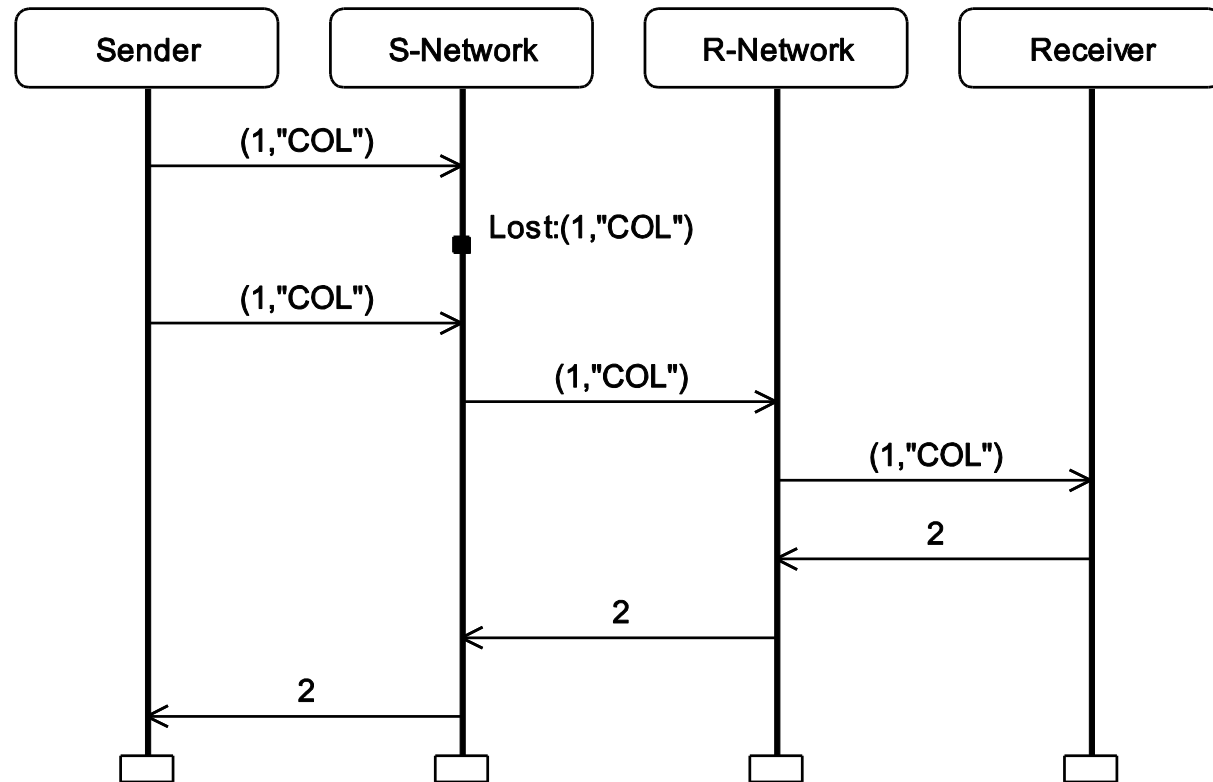 Sender
S-Network
R-Network
Receiver
(1,"COL")
Lost:(1,"COL")
(1,"COL")
(1,"COL")
(1,"COL")
2
2
2